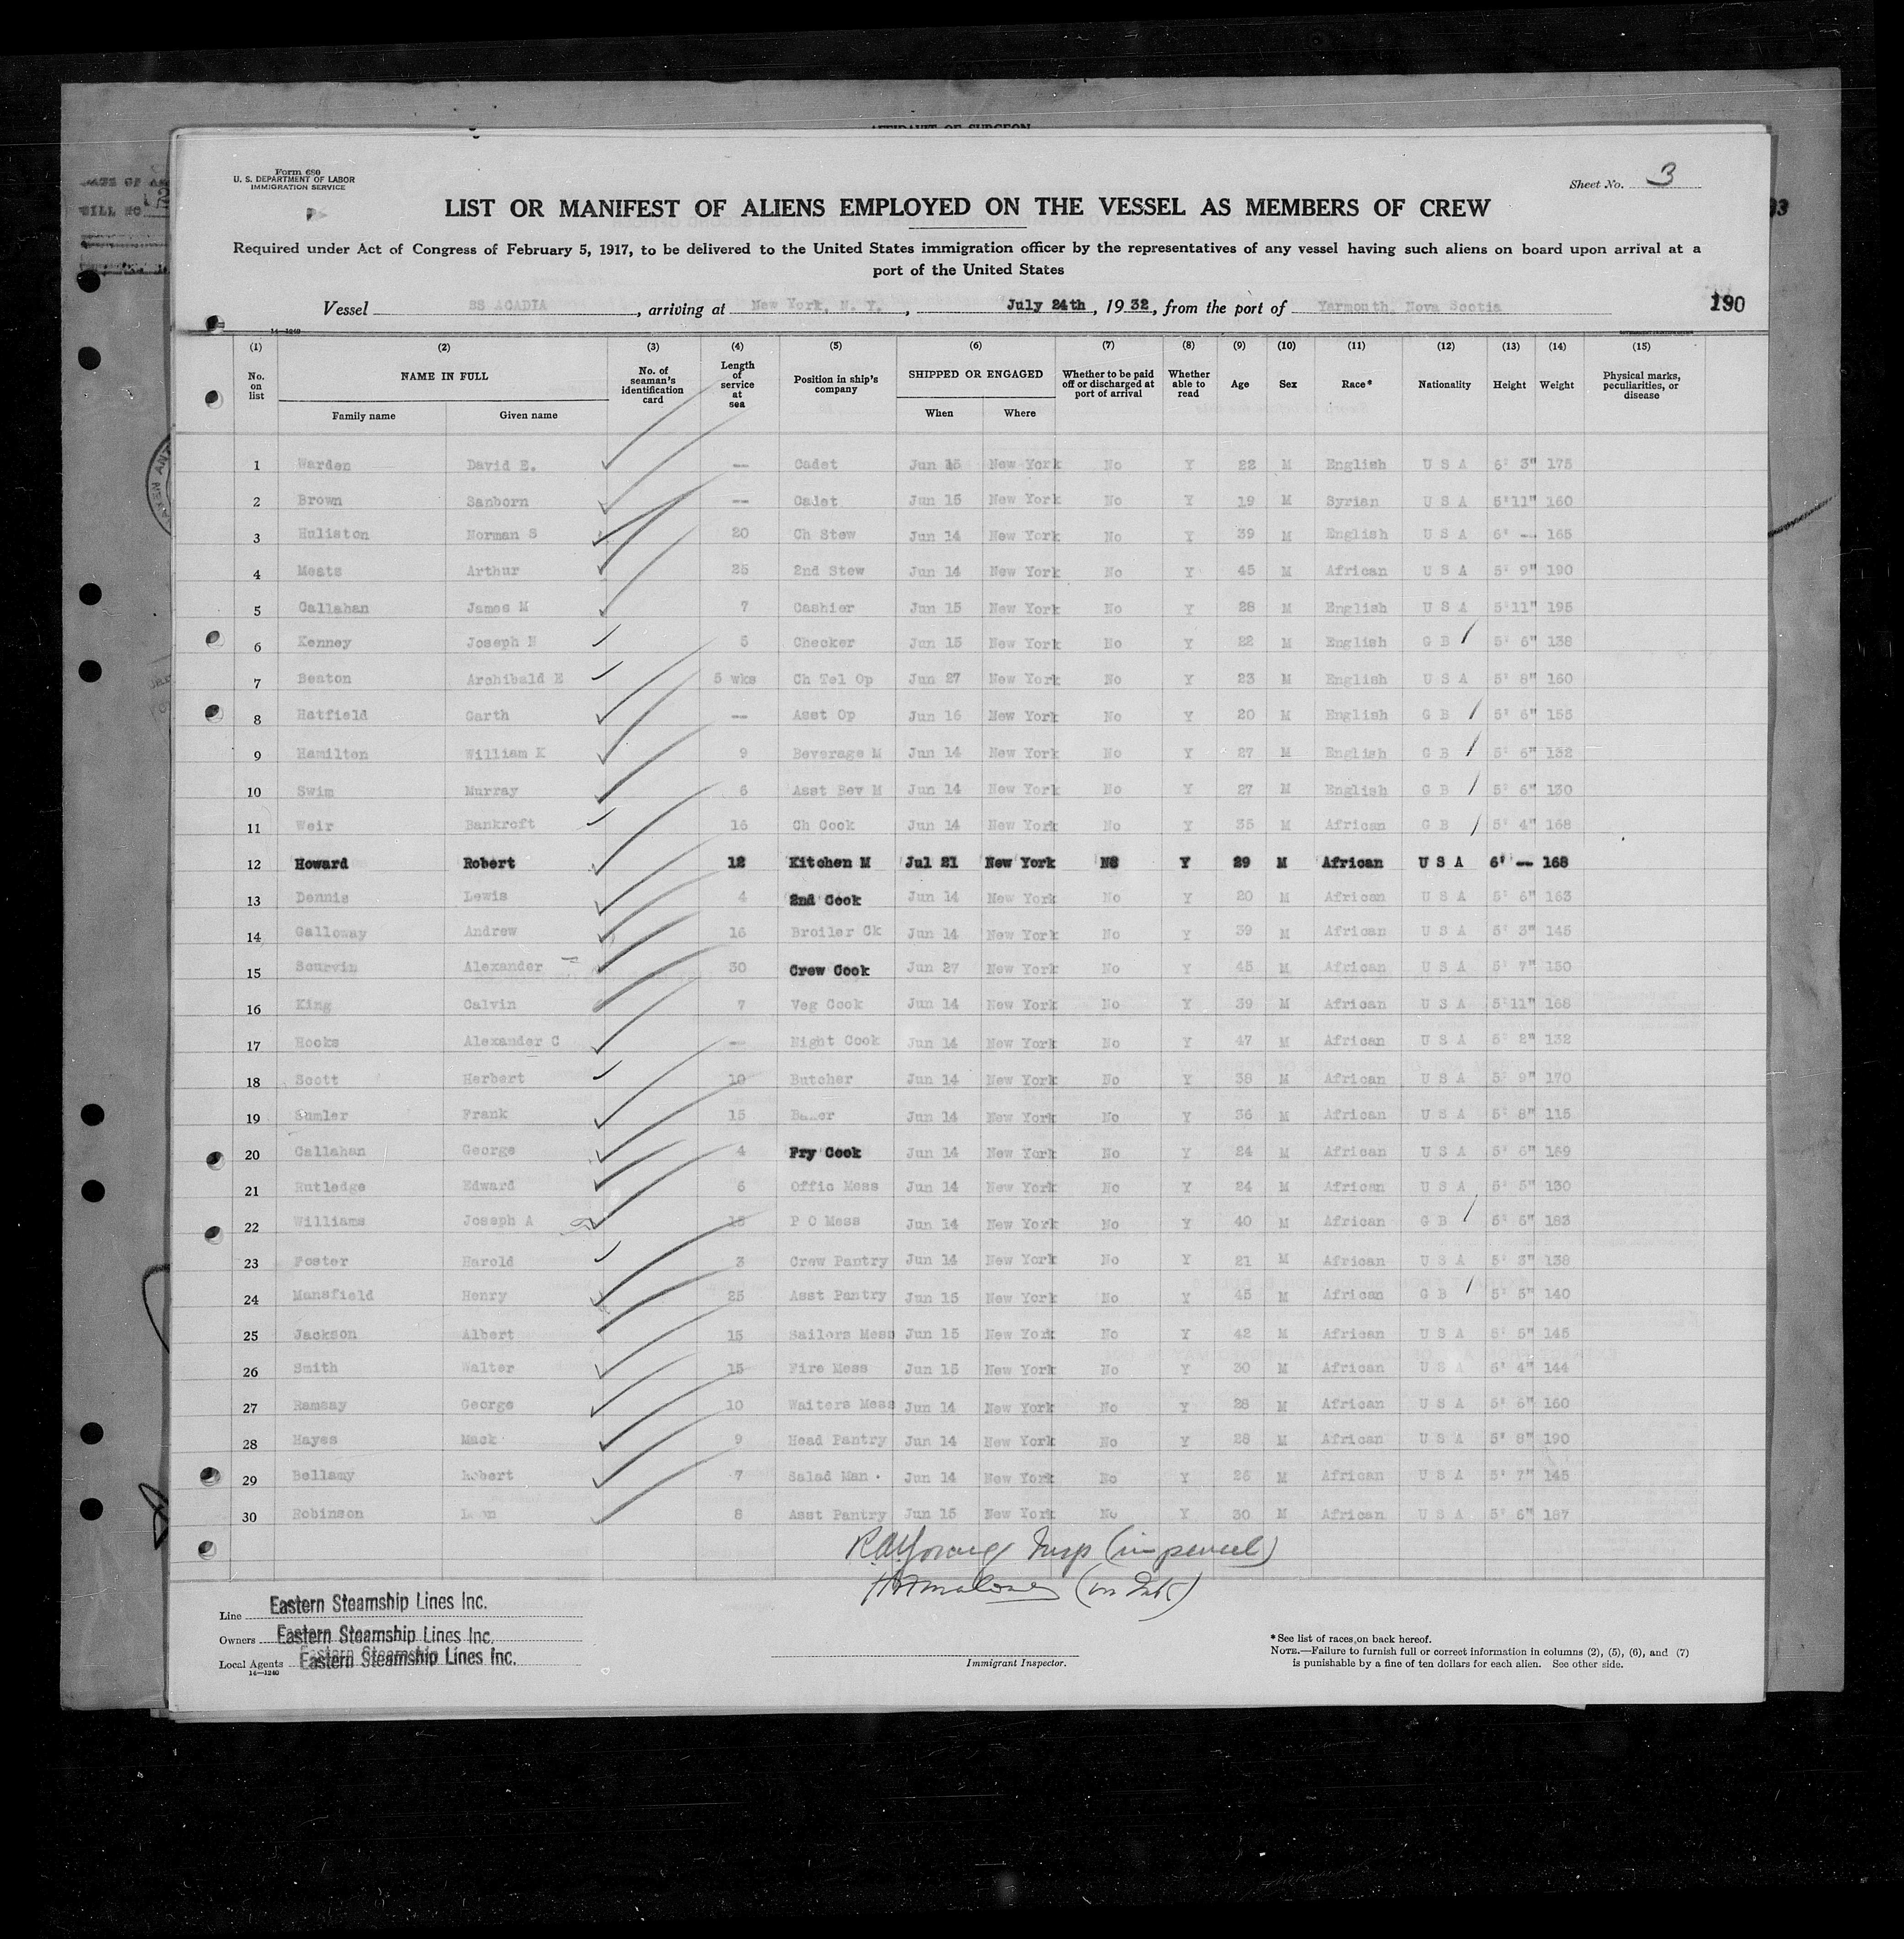 AFFIDAVIT OF SURGEON
Form 680
U. S. DEPARTMENT OF LABOR
IMMIGRATION SERVICE
Sheet No. 3
LIST OR MANIFEST OF ALIENS EMPLOYED ON THE VESSEL AS MEMBERS OF CREW
Required under Act of Congress of February 5, 1917, to be delivered to the United States immigration officer by the representatives of any vessel having such aliens on board upon arrival at a
port of the United States
Vessel SS ACADIA, arriving at New York, N. Y., July 24th, 1932, from the port of Yarmouth, Nova Scotia
190
14-1240
(1) (2) (3) (4) (5) (6) (7) (8) (9) (10) (11) (12) (13) (14) (15)
No. on list NAME IN FULL Family name Given name No. of seaman's identification card Length of service at sea Position in ship's company SHIPPED OR ENGAGED When Where Whether to be paid off or discharged at port of arrival Whether able to read Age Sex Race* Nationality Height Weight Physical marks, peculiarities, or disease
1 Warden David E. -- Cadet Jun 15 New York No Y 22 M English U S A 6' 3" 175
2 Brown Sanborn -- Cadet Jun 15 New York No Y 19 M Syrian U S A 5'11" 160
3 Huliston Norman S 20 Ch Stew Jun 14 New York No Y 39 M English U S A 6' -- 165
4 Meats Arthur 25 2nd Stew Jun 14 New York No Y 45 M African U S A 5' 9" 190
5 Callahan James M 7 Cashier Jun 15 New York No Y 28 M English U S A 5'11" 195
6 Kenney Joseph N 5 Checker Jun 15 New York No Y 22 M English G B 5' 6" 138
7 Beaton Archibald E 5 wks Ch Tel Op Jun 27 New York No Y 23 M English U S A 5' 8" 160
8 Hatfield Garth -- Asst Op Jun 16 New York No Y 20 M English G B 5' 6" 155
9 Hamilton William K 9 Beverage M Jun 14 New York No Y 27 M English G B 5' 6" 132
10 Swim Murray 6 Asst Bev M Jun 14 New York No Y 27 M English G B 5' 6" 130
11 Weir Bankroft 16 Ch Cook Jun 14 New York No Y 35 M African G B 5' 4" 168
12 Howard Robert 12 Kitchen M Jul 21 New York No Y 29 M African U S A 6' -- 168
13 Dennis Lewis 4 2nd Cook Jun 14 New York No Y 20 M African U S A 5' 6" 163
14 Galloway Andrew 16 Broiler Ck Jun 14 New York No Y 39 M African U S A 5' 3" 145
15 Scurvin Alexander 30 Crew Cook Jun 27 New York No Y 45 M African U S A 5' 7" 150
16 King Calvin 7 Veg Cook Jun 14 New York No Y 39 M African U S A 5'11" 168
17 Hooks Alexander C -- Night Cook Jun 14 New York No Y 47 M African U S A 5' 2" 132
18 Scott Herbert 10 Butcher Jun 14 New York No Y 38 M African U S A 5' 9" 170
19 Sumler Frank 15 Baker Jun 14 New York No Y 36 M African U S A 5' 8" 115
20 Callahan George 4 Fry Cook Jun 14 New York No Y 24 M African U S A 5' 6" 169
21 Rutledge Edward 6 Offic Mess Jun 14 New York No Y 24 M African U S A 5' 5" 130
22 Williams Joseph A 18 P O Mess Jun 14 New York No Y 40 M African G B 5' 6" 183
23 Foster Harold 3 Crew Pantry Jun 14 New York No Y 21 M African U S A 5' 3" 138
24 Mansfield Henry 25 Asst Pantry Jun 15 New York No Y 45 M African G B 5' 5" 140
25 Jackson Albert 15 Sailors Mess Jun 15 New York No Y 42 M African U S A 5' 5" 145
26 Smith Walter 15 Fire Mess Jun 15 New York No Y 30 M African U S A 5' 4" 144
27 Ramsay George 10 Waiters Mess Jun 14 New York No Y 28 M African U S A 5' 6" 160
28 Hayes Mack 9 Head Pantry Jun 14 New York No Y 28 M African U S A 5' 8" 190
29 Bellamy Robert 7 Salad Man Jun 14 New York No Y 26 M African U S A 5' 7" 145
30 Robinson Leon 8 Asst Pantry Jun 15 New York No Y 30 M African U S A 5' 6" 187
R.A. Young Insp (in pencil)
(in Ink)
Line Eastern Steamship Lines Inc.
Owners Eastern Steamship Lines Inc.
Local Agents Eastern Steamship Lines Inc.
14-1240
Immigrant Inspector.
*See list of races on back hereof.
NOTE.—Failure to furnish full or correct information in columns (2), (5), (6), and (7)
is punishable by a fine of ten dollars for each alien. See other side.